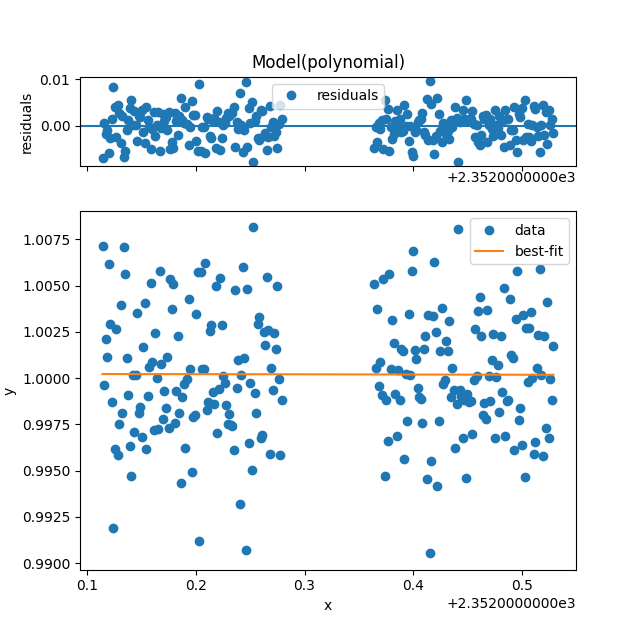 Model(polynomial)
0.01
0.00
residuals
residuals
+2.3520000000e3
1.0075
1.0050
1.0025
1.0000
0.9975
0.9950
0.9925
0.9900
y
data
best-fit
0.1
0.2
0.3
0.4
0.5
x
+2.3520000000e3